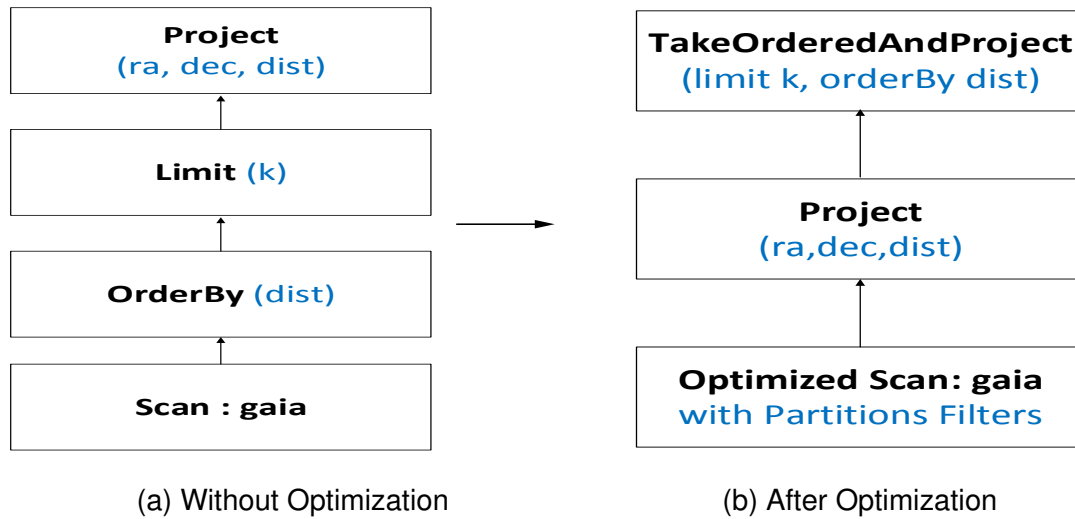 Project
(ra, dec, dist)
Limit (k)
OrderBy (dist)
Scan : gaia
(a) Without Optimization
TakeOrderedAndProject
(limit k, orderBy dist)
Project
(ra,dec,dist)
Optimized Scan: gaia
with Partitions Filters
(b) After Optimization